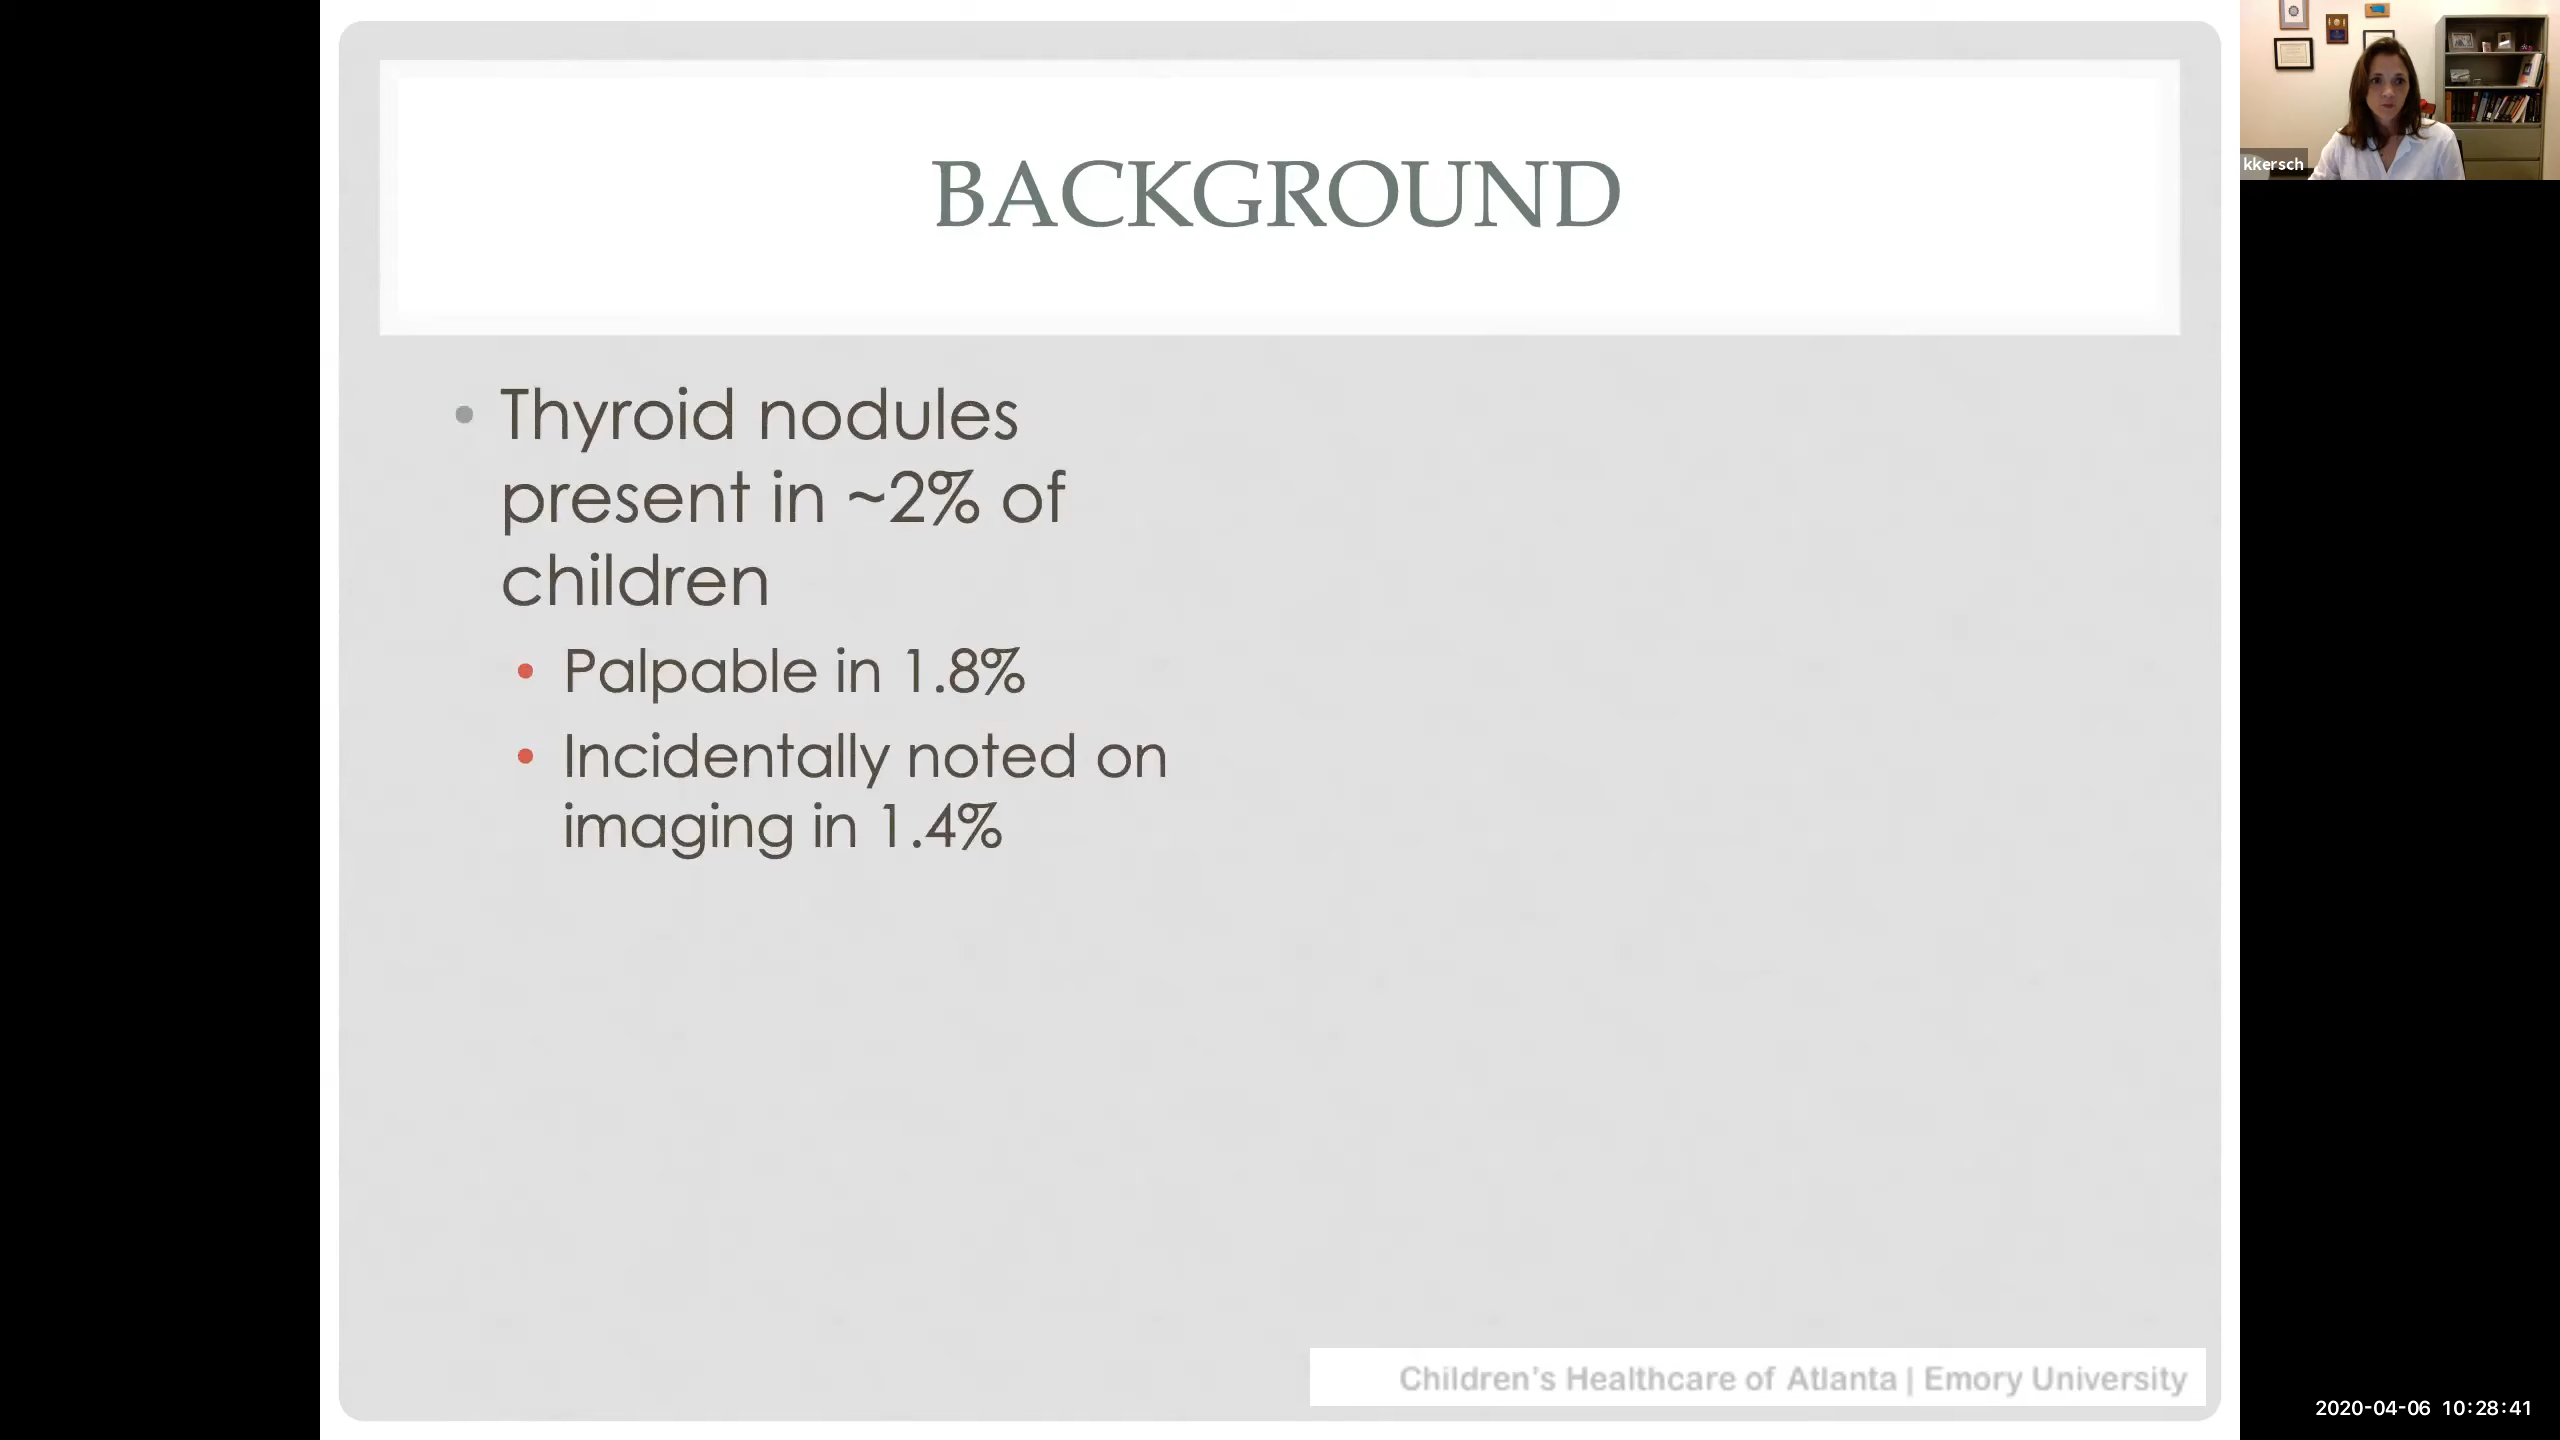 BACKGROUND
• Thyroid nodules
present in ~2% of
children
• Palpable in 1.8%
• Incidentally noted on
imaging in 1.4%
Children's Healthcare of Atlanta | Emory University
kkersch
2020-04-06 10:28:41